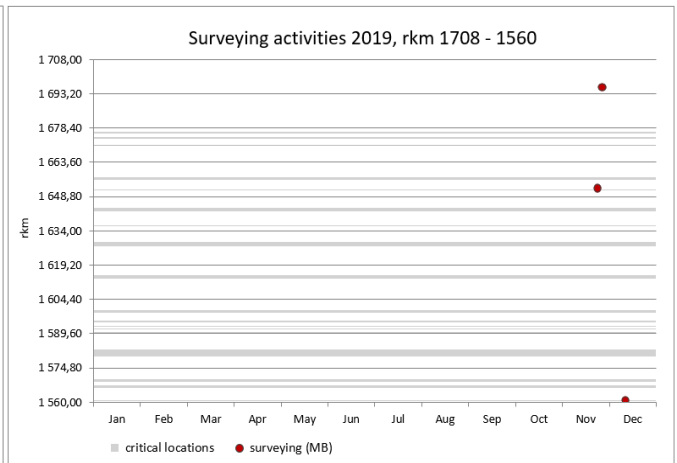 Surveying activities 2019, rkm 1708 - 1560
1 708,00
1 693,20
1 678,40
1 663,60
1 648,80
1 634,00
1 619,20
1 604,40
1 589,60
1 574,80
1 560,00
rkm
Jan Feb Mar Apr May Jun Jul Aug Sep Oct Nov Dec
critical locations surveying (MB)